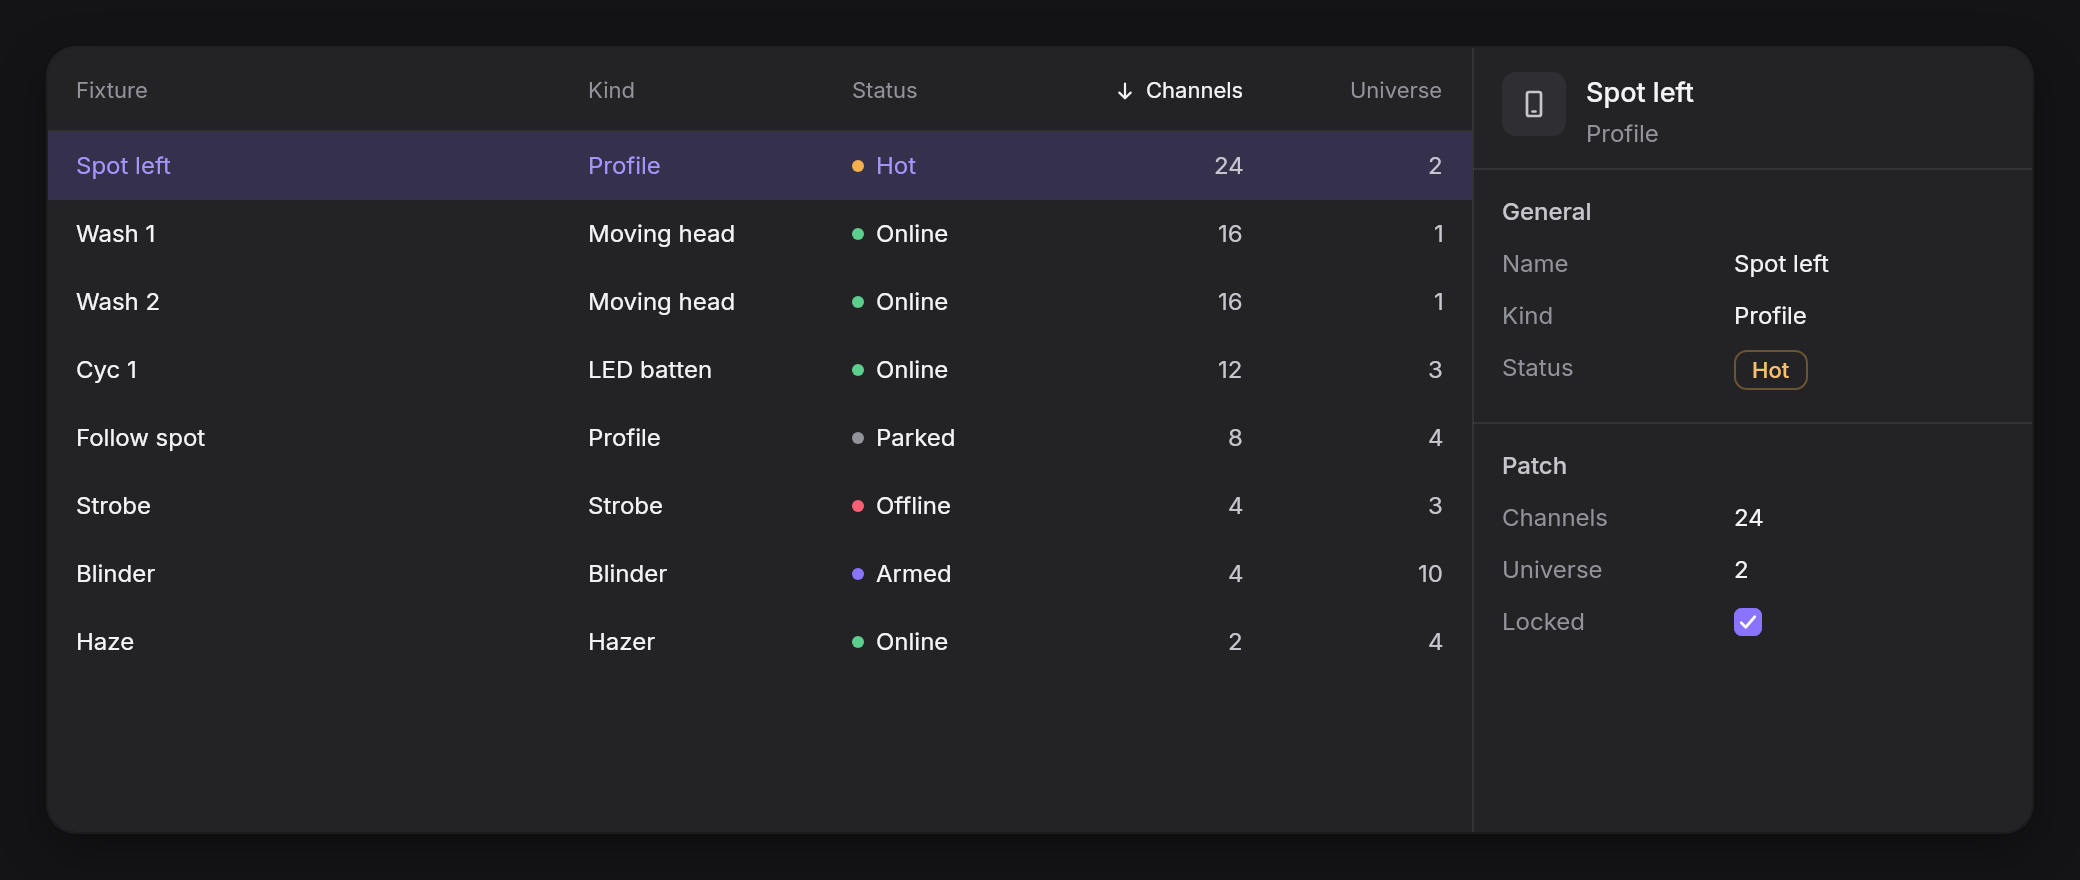 Fixture Kind Status ↓ Channels Universe
Spot left Profile Hot 24 2
Wash 1 Moving head Online 16 1
Wash 2 Moving head Online 16 1
Cyc 1 LED batten Online 12 3
Follow spot Profile Parked 8 4
Strobe Strobe Offline 4 3
Blinder Blinder Armed 4 10
Haze Hazer Online 2 4
Spot left
Profile
General
Name Spot left
Kind Profile
Status Hot
Patch
Channels 24
Universe 2
Locked